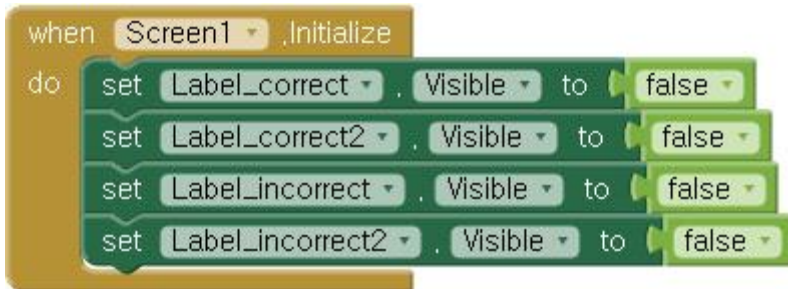 when Screen1 .Initialize
do set Label_correct . Visible to false
set Label_correct2 . Visible to false
set Label_incorrect . Visible to false
set Label_incorrect2 . Visible to false